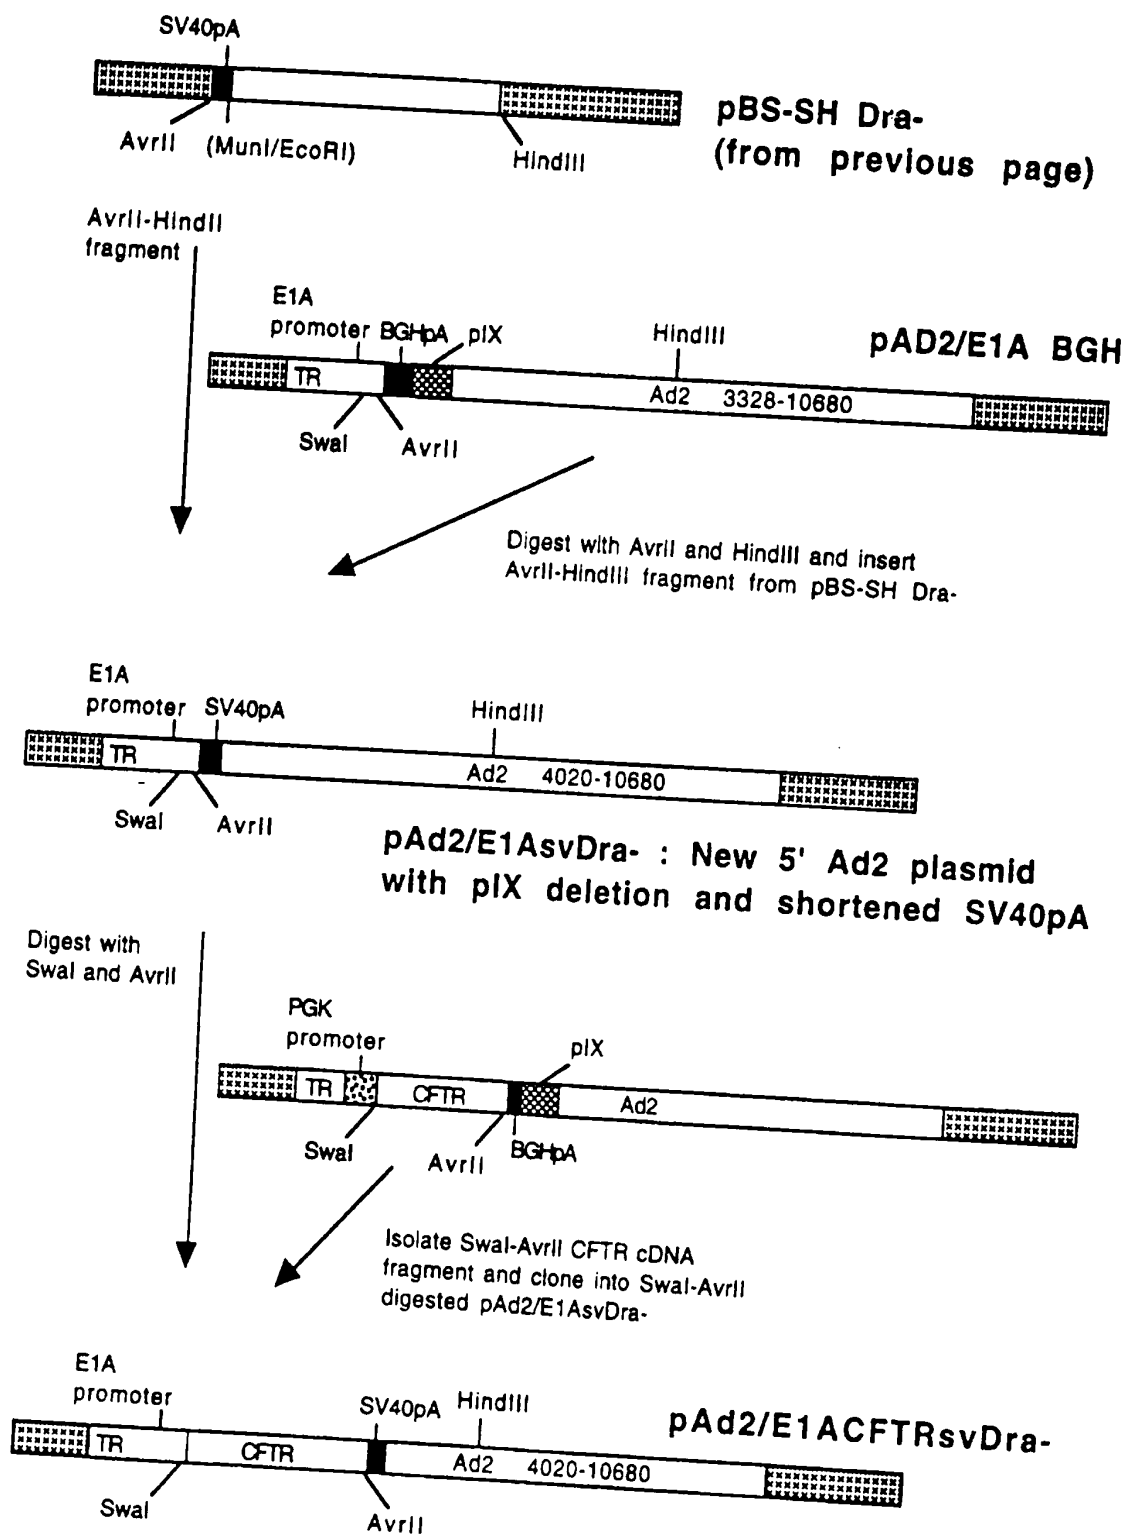 SV40pA
AvrII (MunI/EcoRI)
HindIII
pBS-SH Dra-
(from previous page)
AvrII-HindII
fragment
E1A
promoter BGHpA pIX
HindIII
pAD2/E1A BGH
TR
Ad2 3328-10680
SwaI AvrII
Digest with AvrII and HindIII and insert
AvrII-HindIII fragment from pBS-SH Dra-
E1A
promoter SV40pA
HindIII
TR
Ad2 4020-10680
SwaI AvrII
pAd2/E1AsvDra- : New 5' Ad2 plasmid
with pIX deletion and shortened SV40pA
Digest with
SwaI and AvrII
PGK
promoter
pIX
TR CFTR Ad2
SwaI AvrII BGHpA
Isolate SwaI-AvrII CFTR cDNA
fragment and clone into SwaI-AvrII
digested pAd2/E1AsvDra-
E1A
promoter
SV40pA HindIII
pAd2/E1ACFTRsvDra-
TR CFTR Ad2 4020-10680
SwaI AvrII